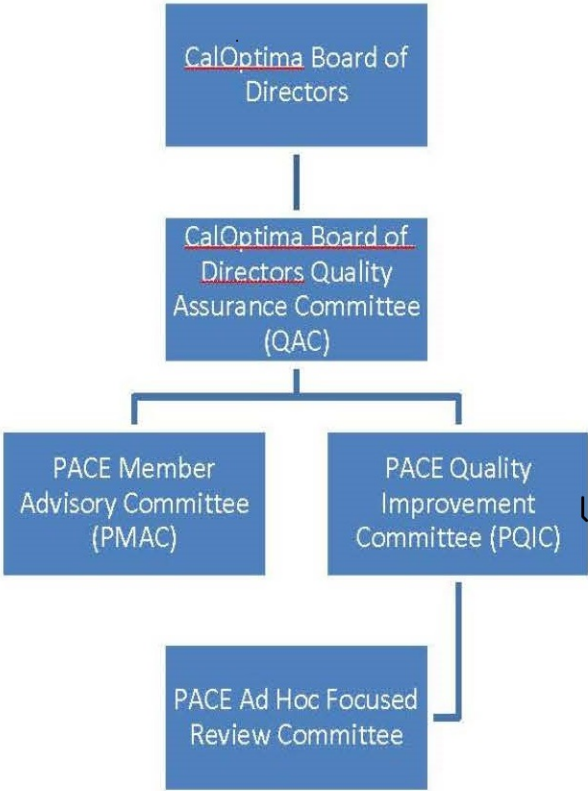 CalOptima Board of
Directors
CalOptima Board of
Directors Quality
Assurance Committee
(QAC)
PACE Member
Advisory Committee
(PMAC)
PACE Quality
Improvement
Committee (PQIC)
PACE Ad Hoc Focused
Review Committee